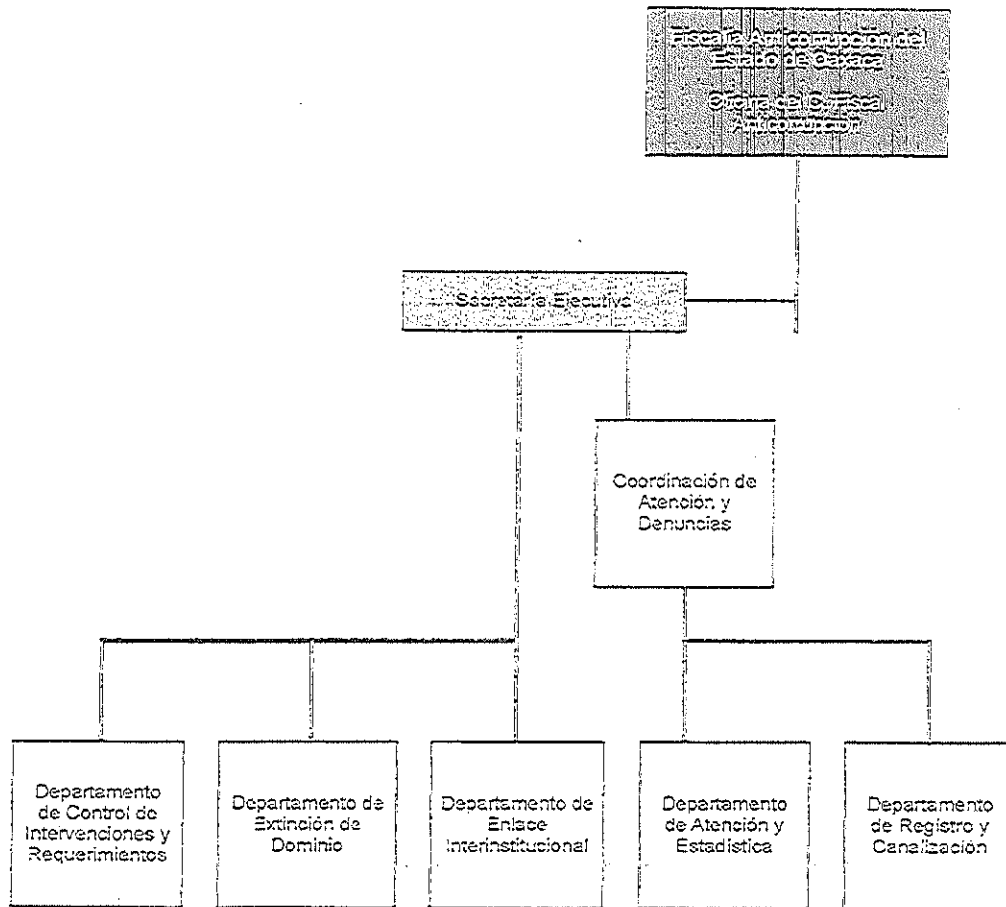 Fiscalía Anticorrupción del
Estado de Oaxaca
Oficina del Fiscal
Anticorrupción
Secretaría Ejecutiva
Coordinación de
Atención y
Denuncias
Departamento
de Control de
Intervenciones y
Requerimientos
Departamento de
Extinción de
Dominio
Departamento de
Enlace
Interinstitucional
Departamento
de Atención y
Estadística
Departamento
de Registro y
Canalización